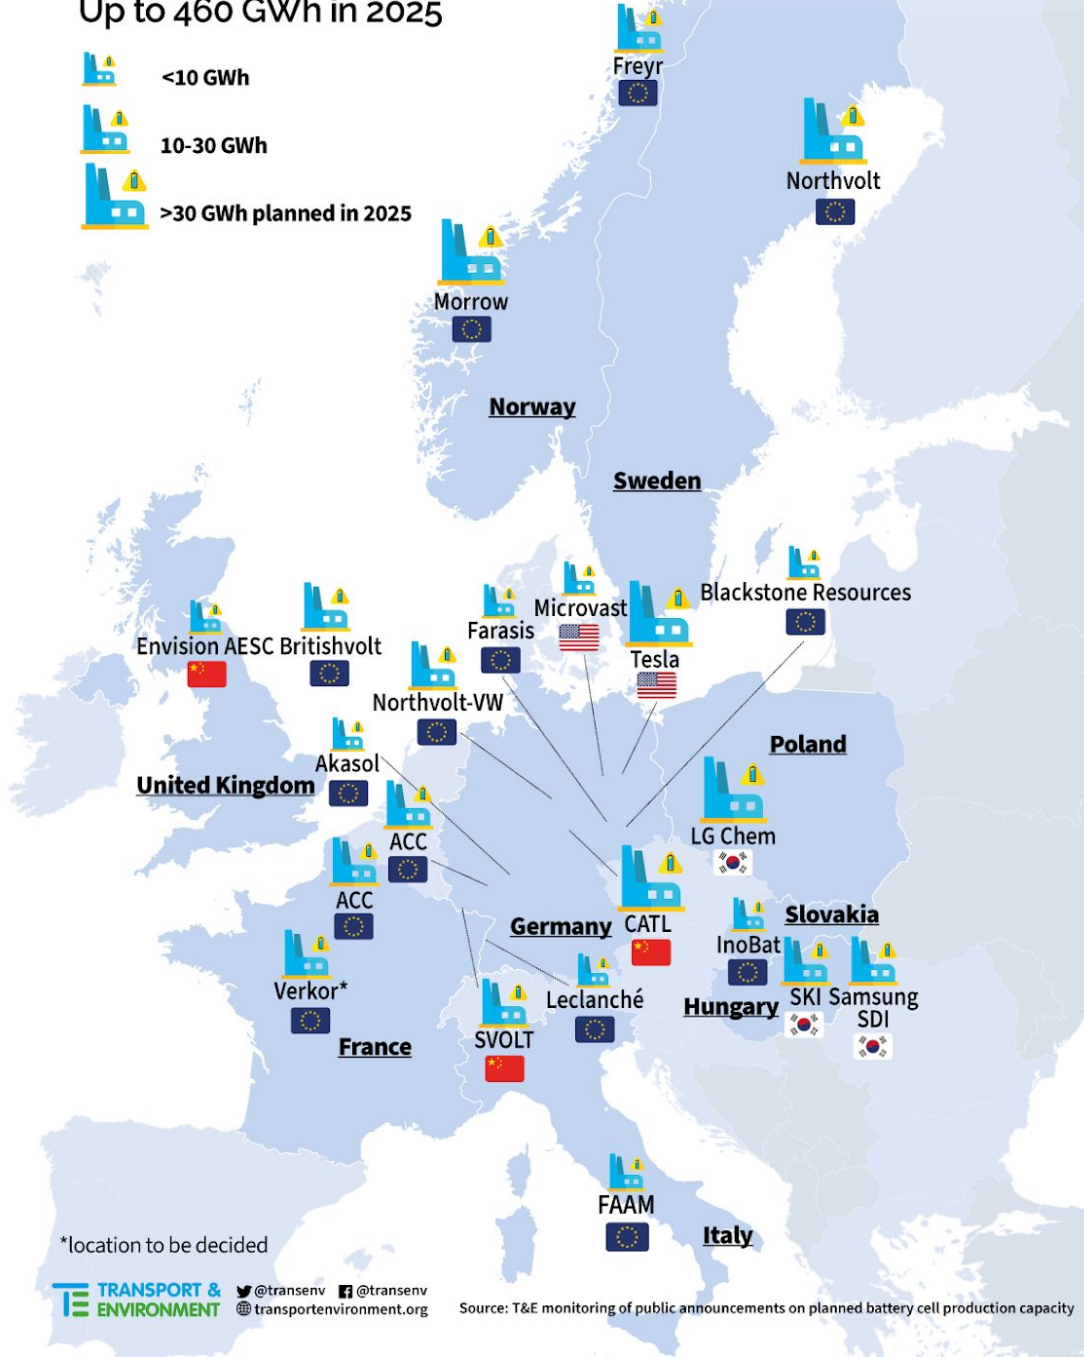 Up to 460 GWh in 2025
<10 GWh
10-30 GWh
>30 GWh planned in 2025
Freyr
Northvolt
Morrow
Norway
Sweden
Blackstone Resources
Microvast
Farasis
Tesla
Envision AESC
Britishvolt
Northvolt-VW
Akasol
United Kingdom
Poland
ACC
LG Chem
ACC
Germany
CATL
Slovakia
InoBat
Verkor*
Leclanché
Hungary
SKI
Samsung
SDI
SVOLT
France
FAAM
Italy
*location to be decided
TRANSPORT &
ENVIRONMENT
@transenv @transenv
transportenvironment.org
Source: T&E monitoring of public announcements on planned battery cell production capacity